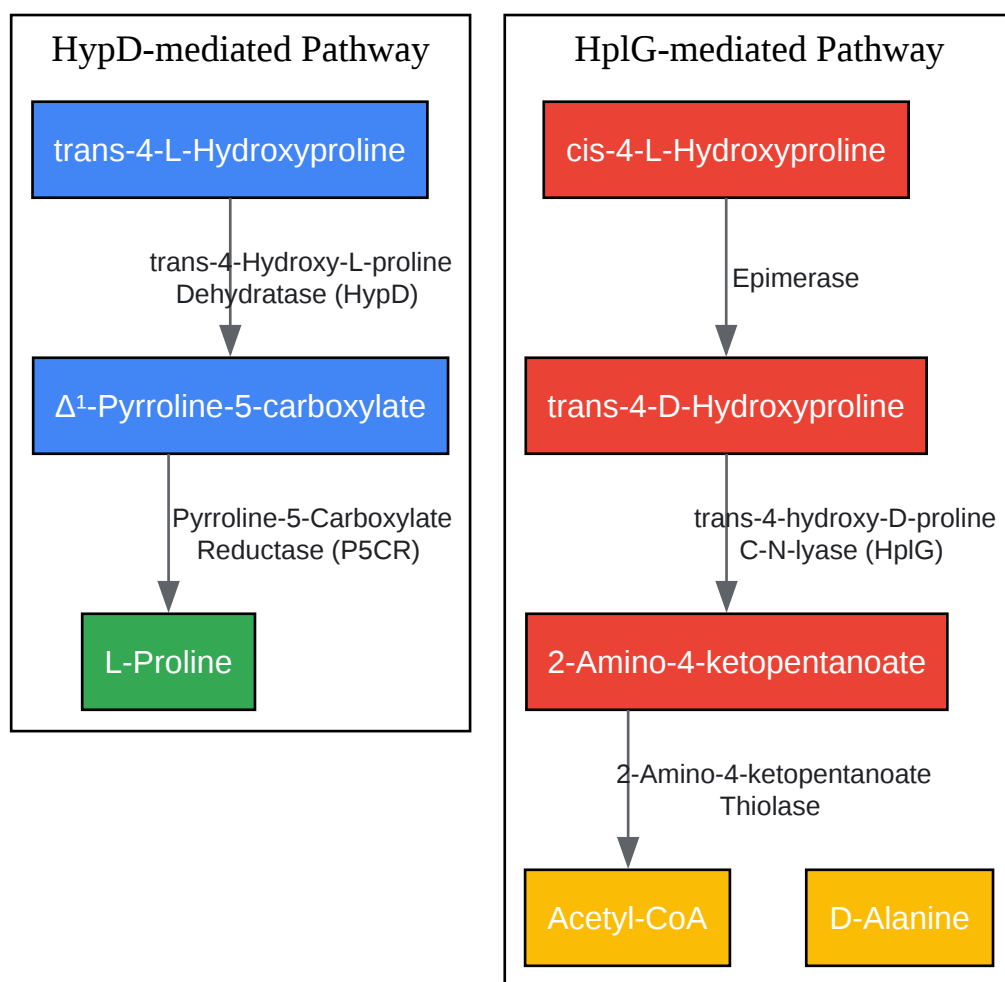 HypD-mediated Pathway
trans-4-L-Hydroxyproline
trans-4-Hydroxy-L-proline
Dehydratase (HypD)
Δ¹-Pyrroline-5-carboxylate
Pyrroline-5-Carboxylate
Reductase (P5CR)
L-Proline
HplG-mediated Pathway
cis-4-L-Hydroxyproline
Epimerase
trans-4-D-Hydroxyproline
trans-4-hydroxy-D-proline
C-N-lyase (HplG)
2-Amino-4-ketopentanoate
2-Amino-4-ketopentanoate
Thiolase
Acetyl-CoA
D-Alanine